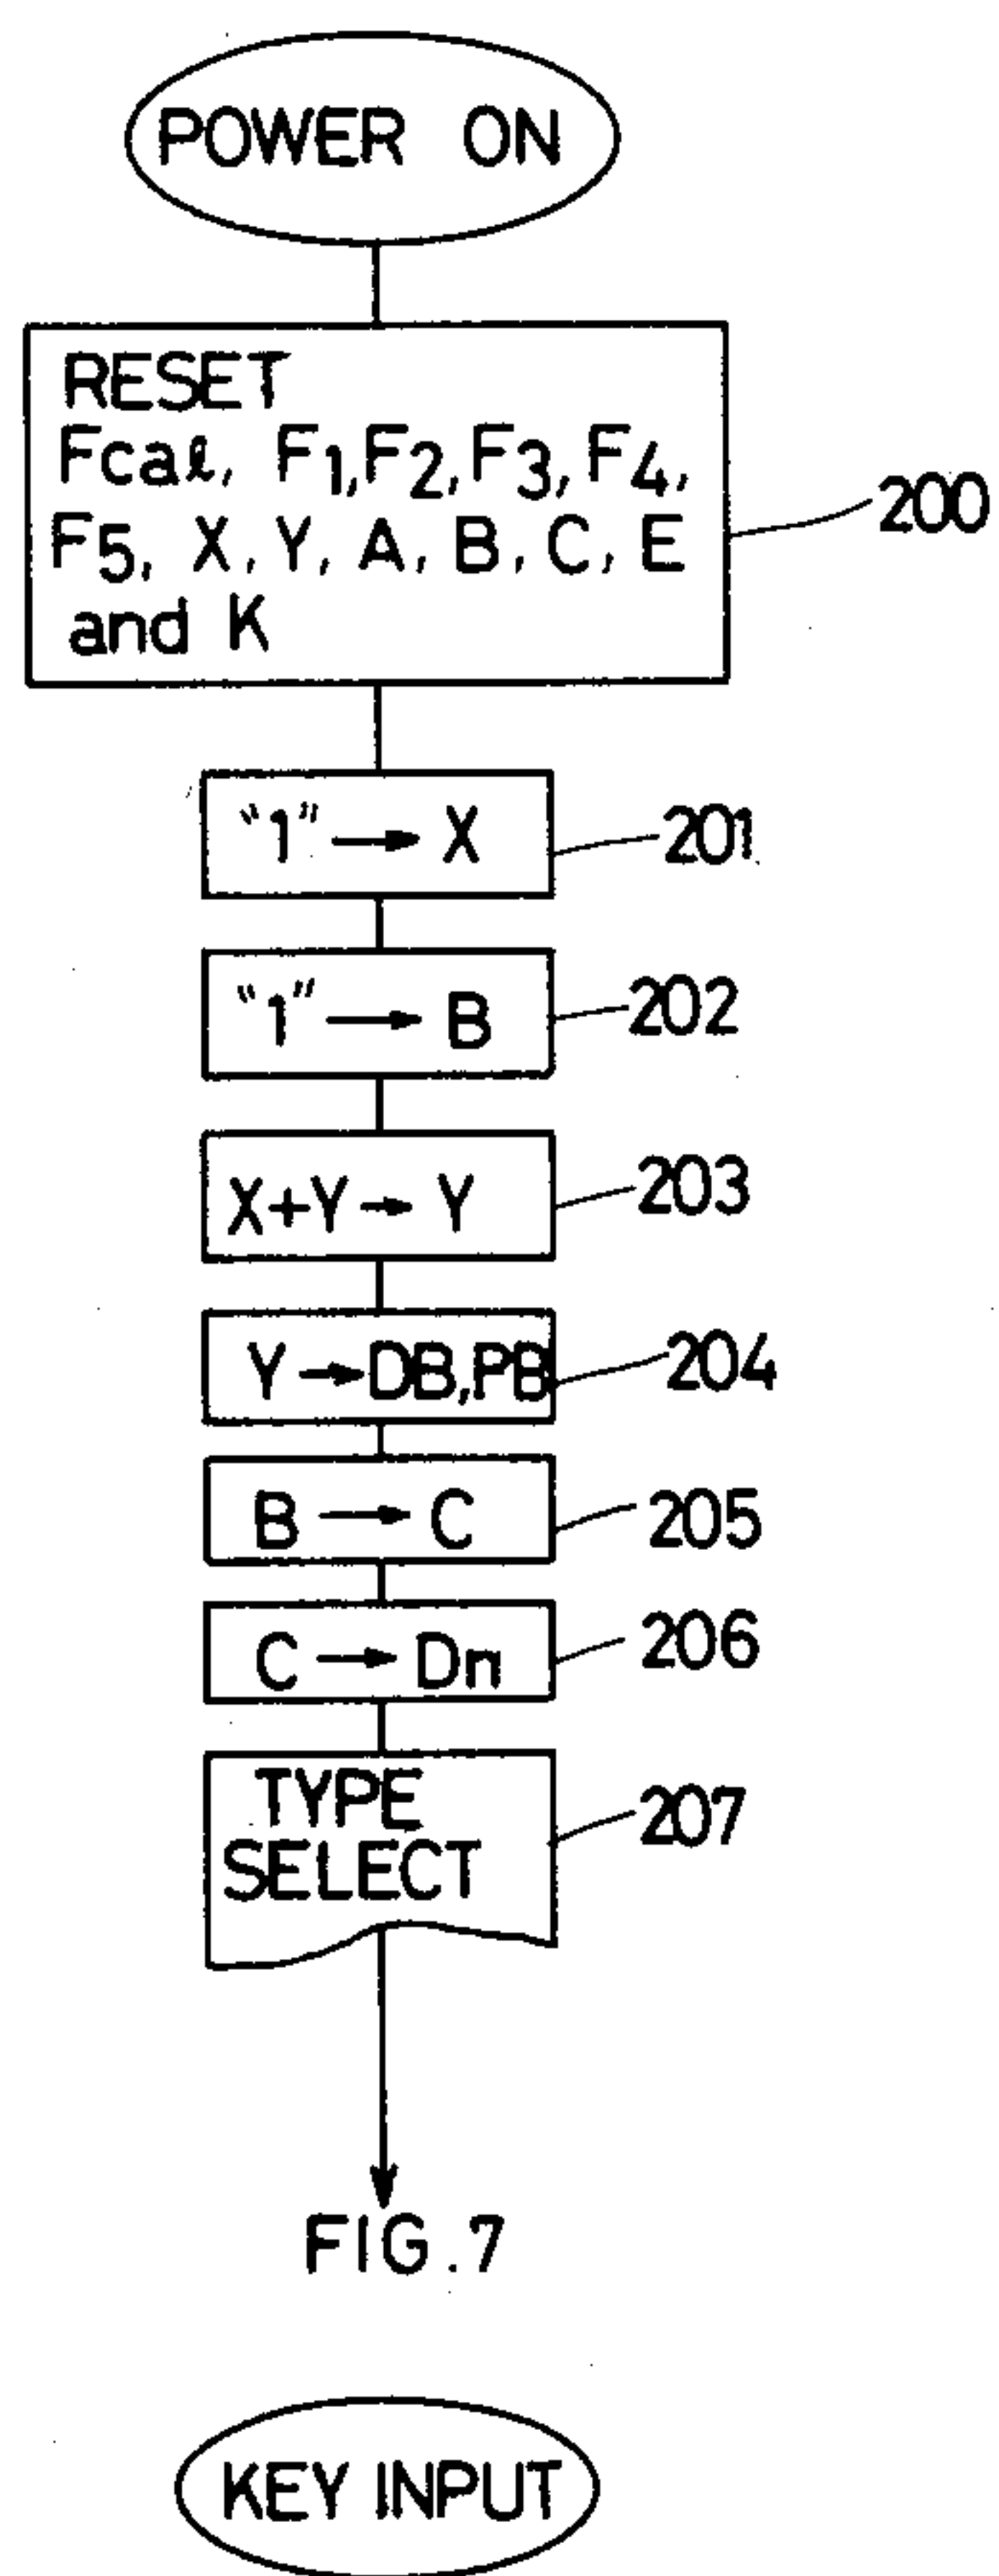 POWER ON
RESET
Fcal, F1, F2, F3, F4,
F5, X, Y, A, B, C, E
and K
200
"1" → X
201
"1" → B
202
X+Y → Y
203
Y → DB, PB
204
B → C
205
C → Dn
206
TYPE
SELECT
207
FIG. 7
KEY INPUT